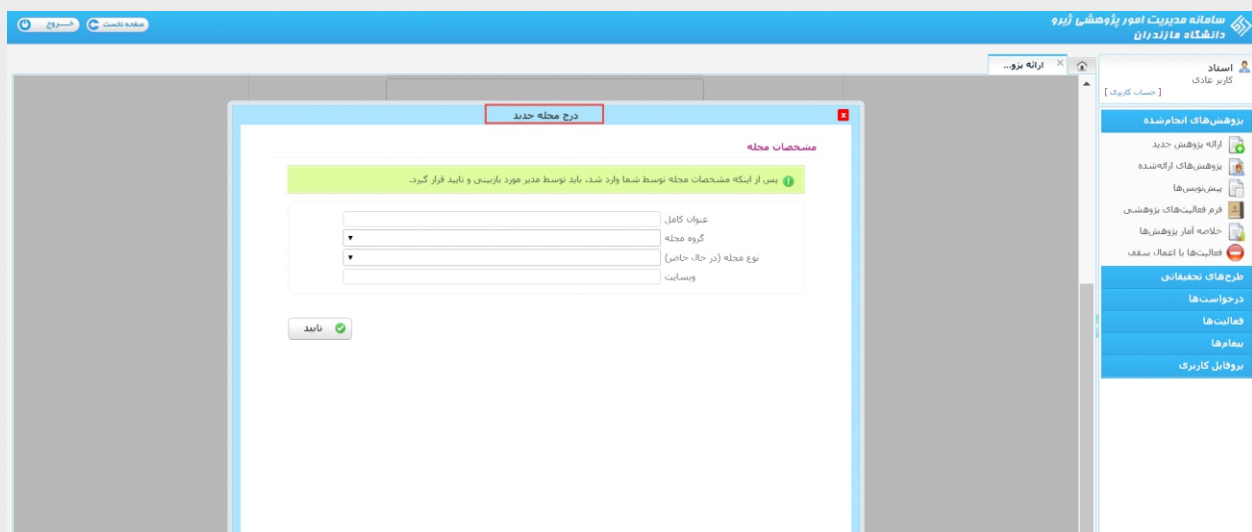 سامانه مدیریت امور پژوهشی ژیرو
دانشگاه مازندران
صفحه نخست
خـــروج
استاد
کاربر عادی
[ حساب کاربری ]
پژوهش‌های انجام‌شده
ارائه پژوهش جدید
پژوهش‌های ارائه‌شده
پیش‌نویس‌ها
فرم فعالیت‌های پژوهشی
خلاصه آمار پژوهش‌ها
فعالیت‌ها با اعمال سقف
طرح‌های تحقیقاتی
درخواست‌ها
فعالیت‌ها
پیغام‌ها
پروفایل کاربری
ارائه پژو...
درج مجله جدید
مشخصات مجله
پس از اینکه مشخصات مجله توسط شما وارد شد، باید توسط مدیر مورد بازبینی و تایید قرار گیرد.
عنوان کامل
گروه مجله
نوع مجله (در حال حاضر)
وبسایت
تایید